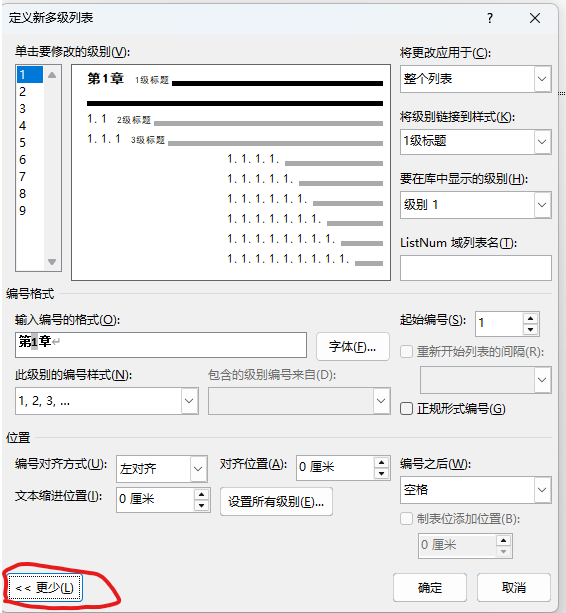 定义新多级列表 ? ×
单击要修改的级别(V):
1
2
3
4
5
6
7
8
9
第1章 1级标题
1.1 2级标题
1.1.1 3级标题
1.1.1.1.
1.1.1.1.1.
1.1.1.1.1.1.
1.1.1.1.1.1.1.
1.1.1.1.1.1.1.1.
1.1.1.1.1.1.1.1.1.
将更改应用于(C):
整个列表
将级别链接到样式(K):
1级标题
要在库中显示的级别(H):
级别 1
ListNum 域列表名(T):
编号格式
输入编号的格式(O):
第1章↵
字体(F)...
起始编号(S): 1
重新开始列表的间隔(R):
此级别的编号样式(N):
1, 2, 3, ...
包含的级别编号来自(D):
正规形式编号(G)
位置
编号对齐方式(U): 左对齐
对齐位置(A): 0 厘米
文本缩进位置(I): 0 厘米
设置所有级别(E)...
编号之后(W):
空格
制表位添加位置(B):
0 厘米
<< 更少(L)
确定
取消